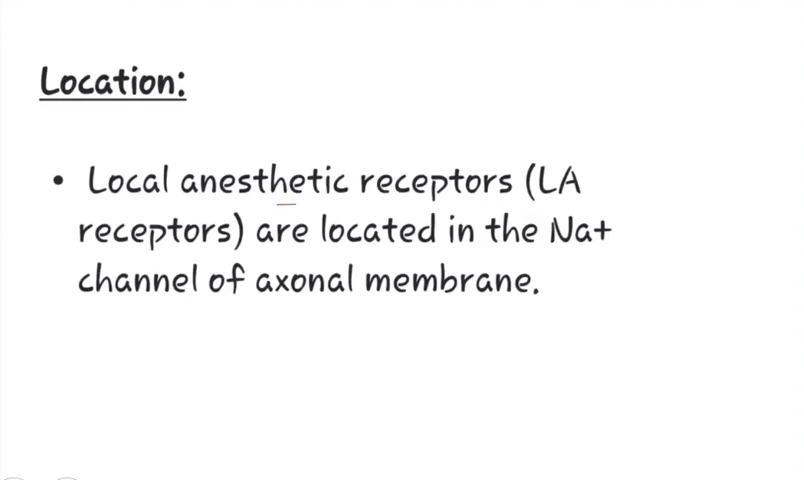 Location:
• Local anesthetic receptors (LA
receptors) are located in the Na+
channel of axonal membrane.